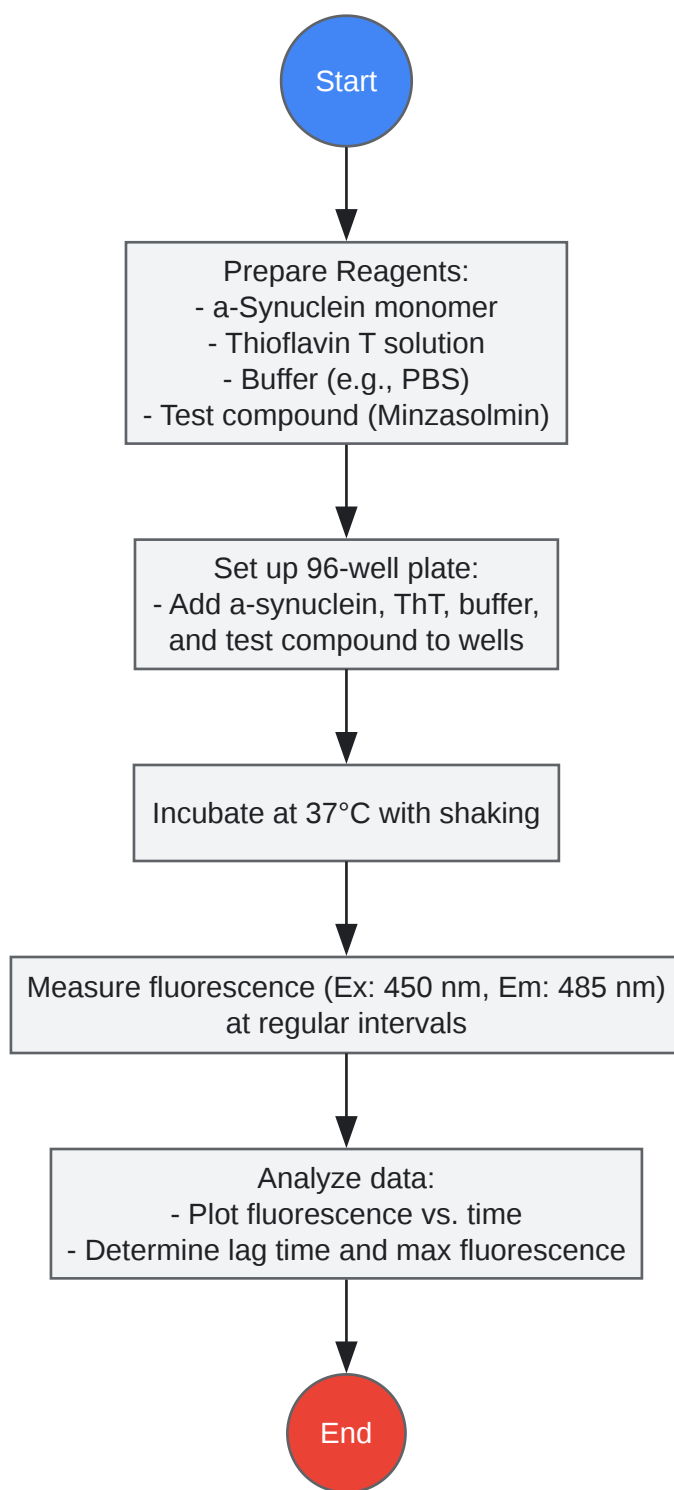 Start
Prepare Reagents:
- a-Synuclein monomer
- Thioflavin T solution
- Buffer (e.g., PBS)
- Test compound (Minzasolmin)
Set up 96-well plate:
- Add a-synuclein, ThT, buffer,
and test compound to wells
Incubate at 37°C with shaking
Measure fluorescence (Ex: 450 nm, Em: 485 nm)
at regular intervals
Analyze data:
- Plot fluorescence vs. time
- Determine lag time and max fluorescence
End